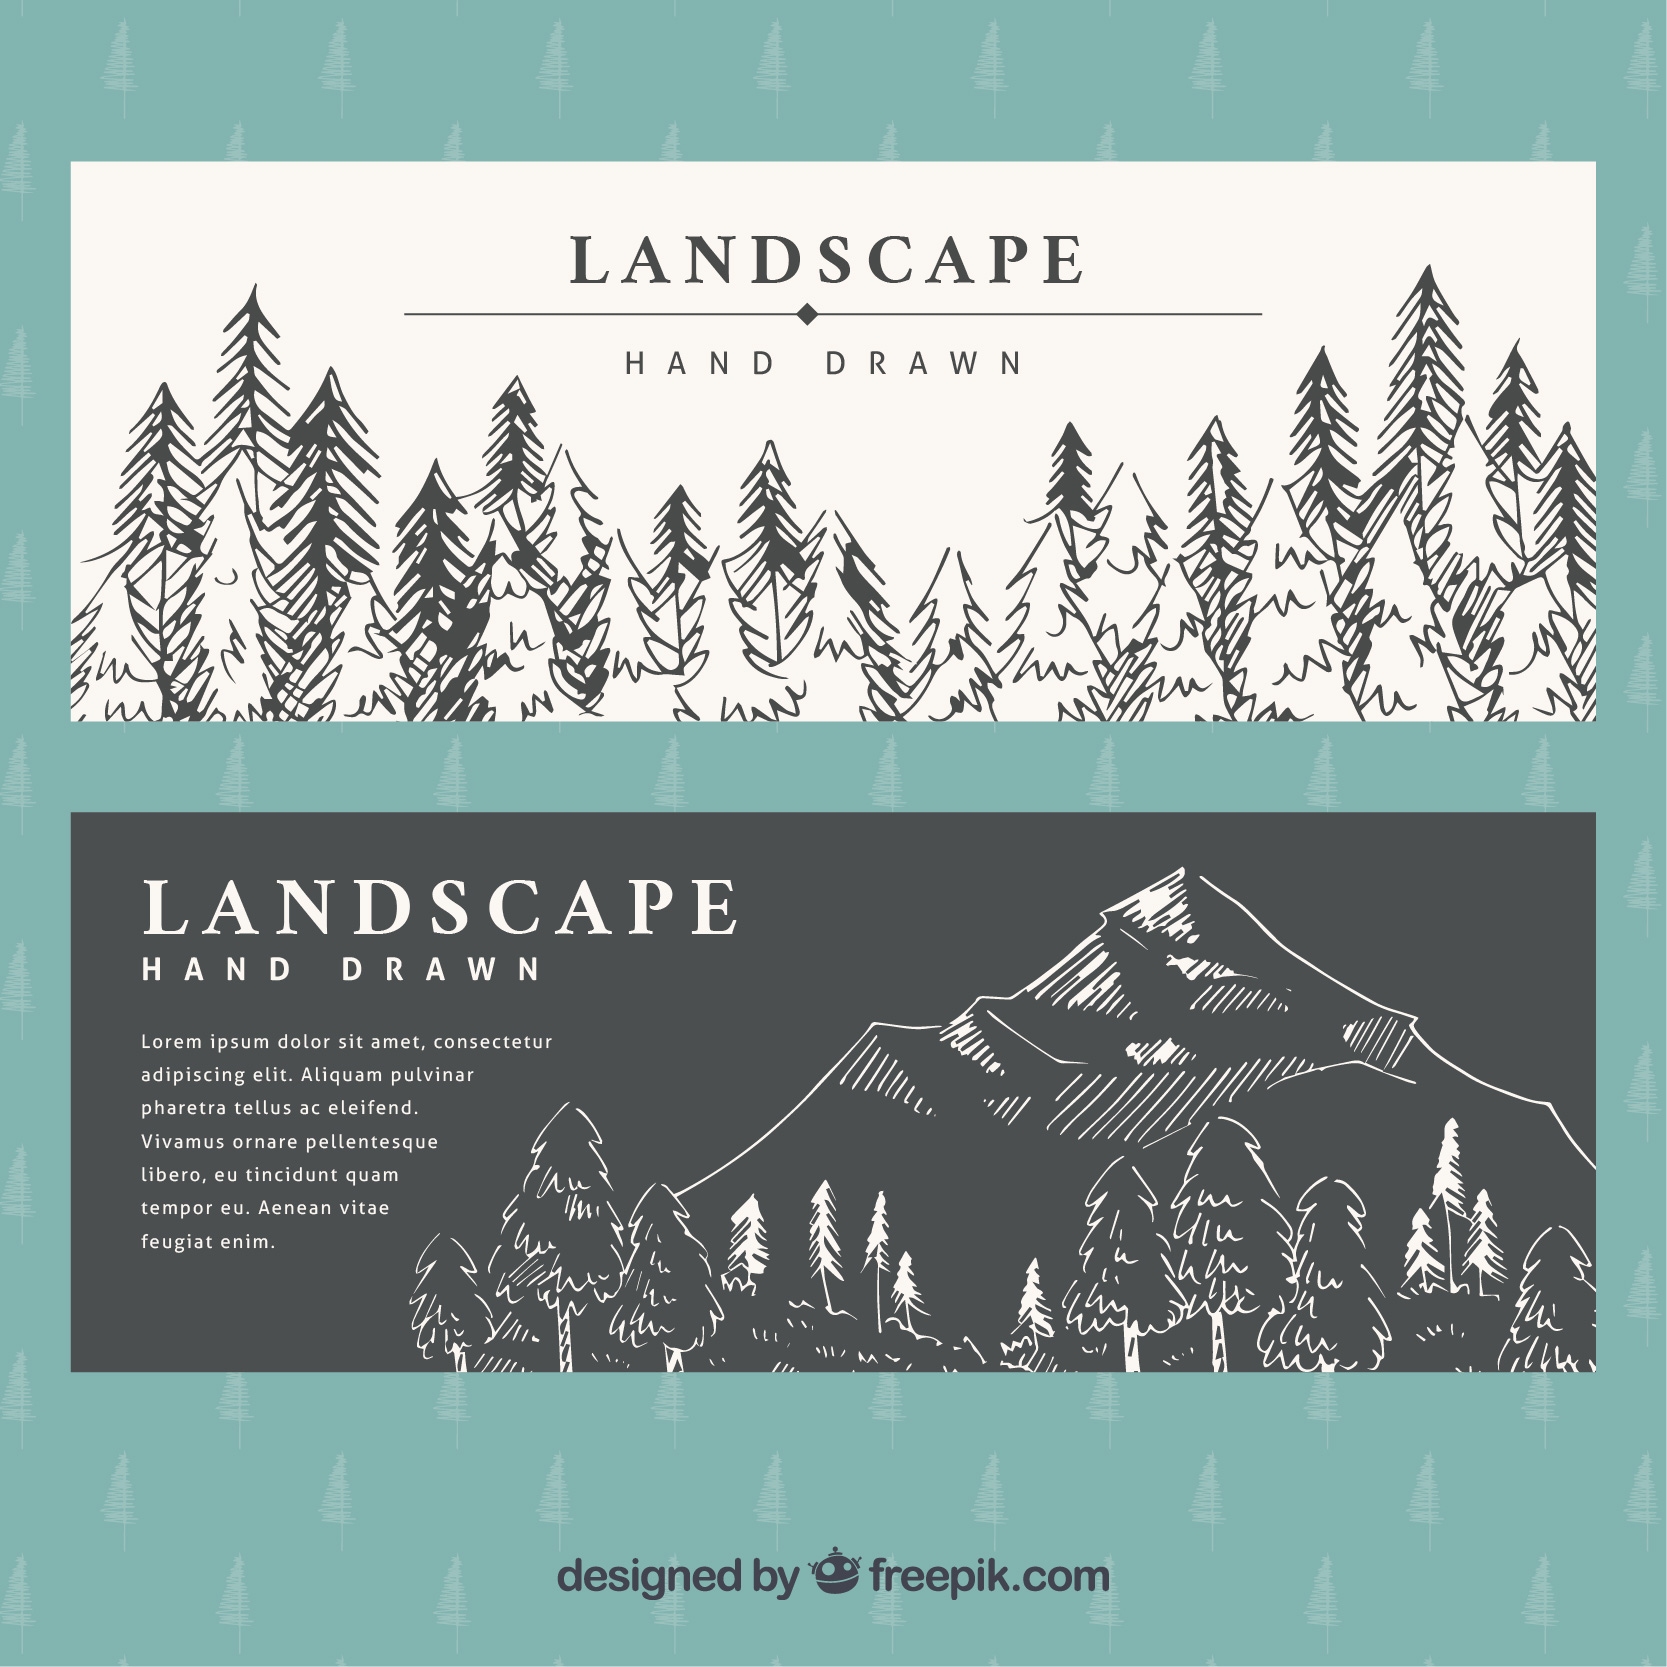 LANDSCAPE
HAND DRAWN
LANDSCAPE
HAND DRAWN
Lorem ipsum dolor sit amet, consectetur
adipiscing elit. Aliquam pulvinar
pharetra tellus ac eleifend.
Vivamus ornare pellentesque
libero, eu tincidunt quam
tempor eu. Aenean vitae
feugiat enim.
designed by freepik.com